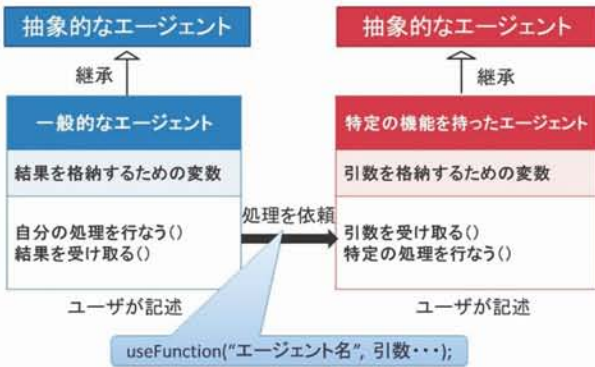 抽象的なエージェント
抽象的なエージェント
継承
継承
一般的なエージェント
特定の機能を持ったエージェント
結果を格納するための変数
引数を格納するための変数
処理を依頼
自分の処理を行なう()
結果を受け取る()
引数を受け取る()
特定の処理を行なう()
ユーザが記述
ユーザが記述
useFunction(“エージェント名”, 引数・・・);